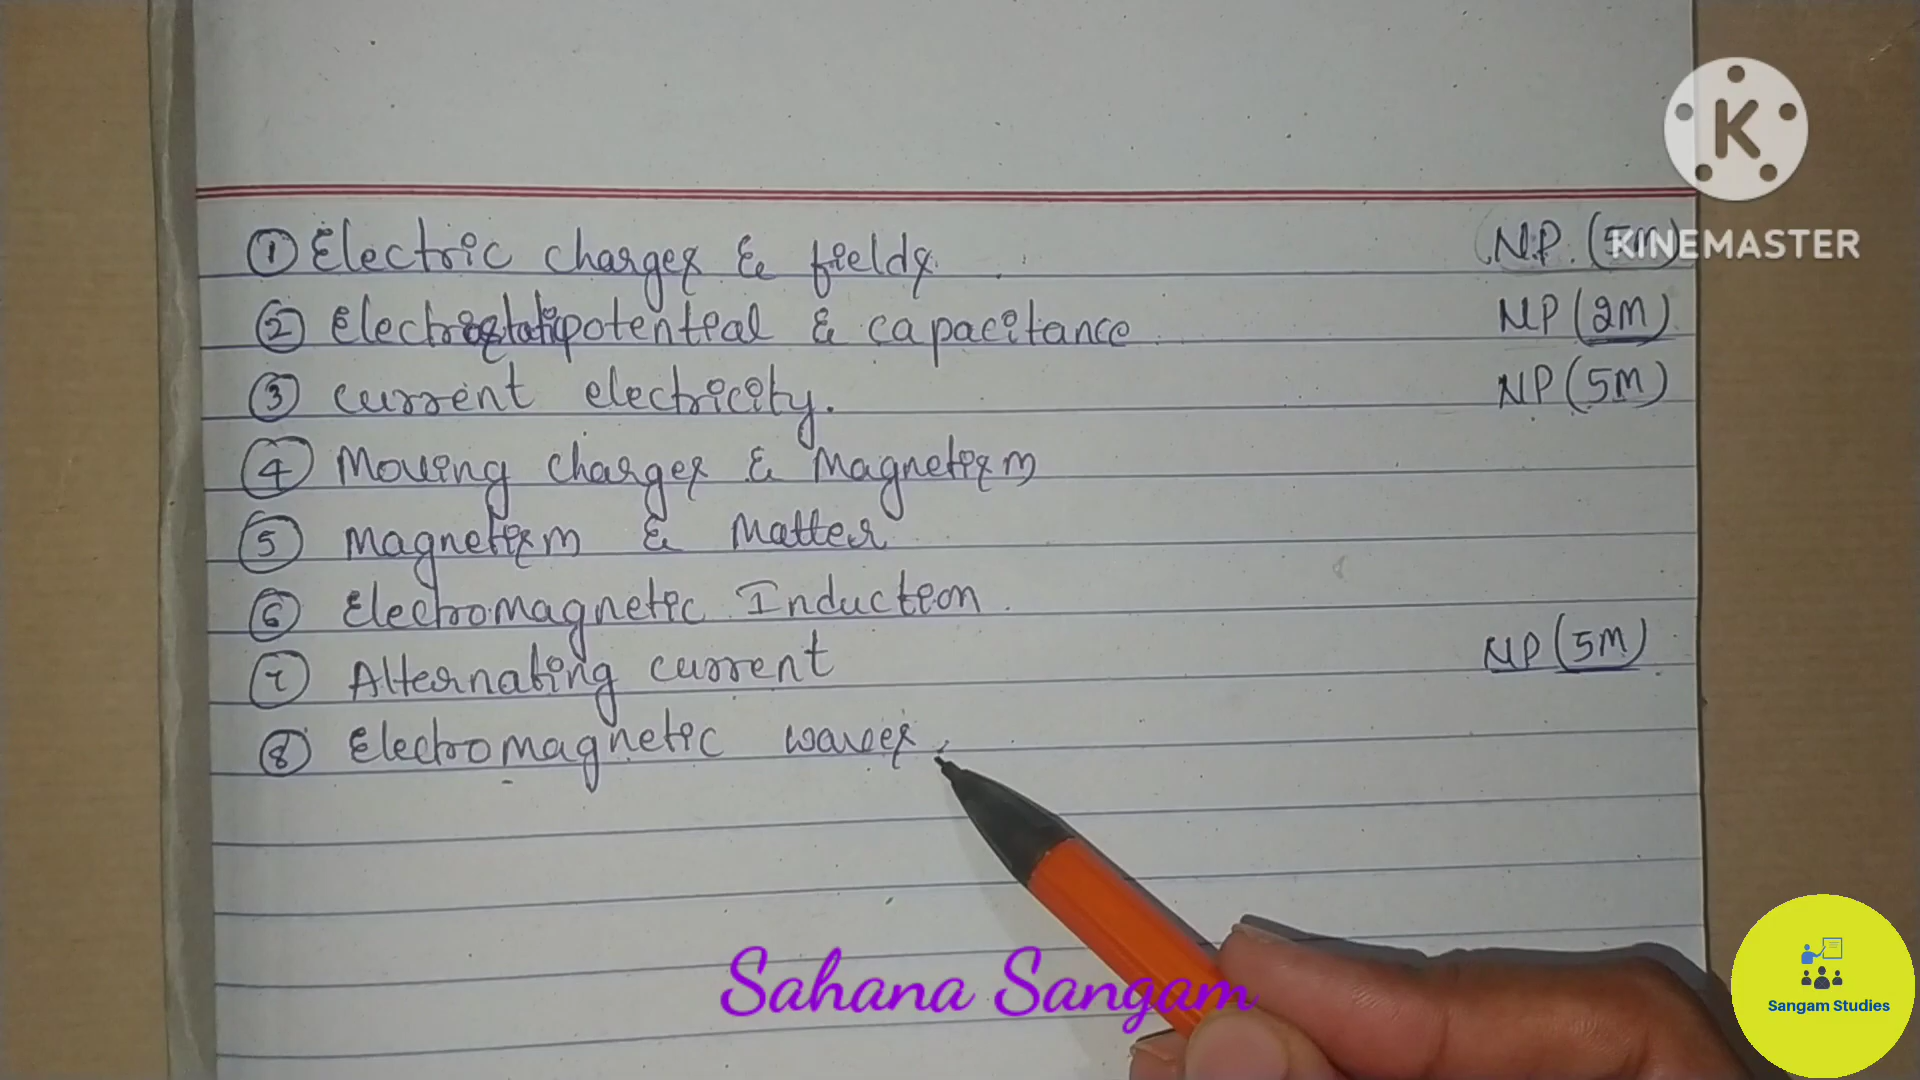 ① Electric charges & fields. N.P. (5M)
② Electrostatic potential & capacitance NP (2M)
③ current electricity. NP (5M)
④ Moving charges & Magnetism
⑤ Magnetism & Matter
⑥ Electromagnetic Induction.
⑦ Alternating current NP (5M)
⑧ Electromagnetic waves.
K
KINEMASTER
Sahana Sangam
Sangam Studies